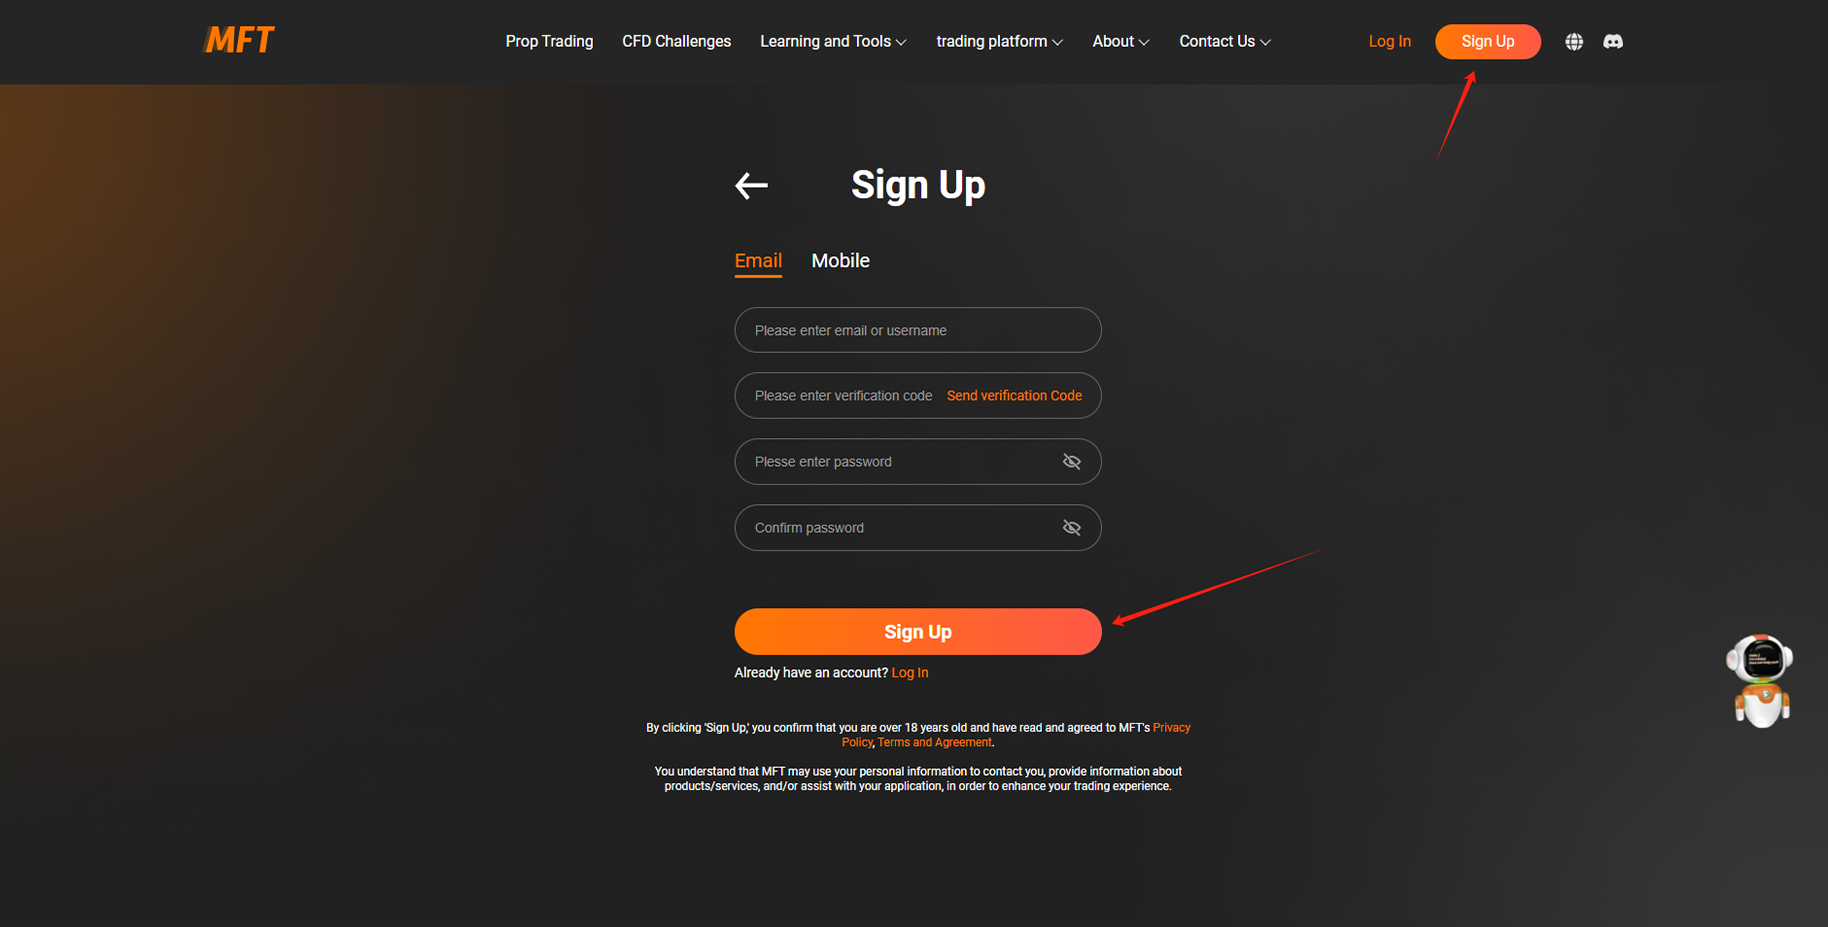 MFT
Prop Trading
CFD Challenges
Learning and Tools
trading platform
About
Contact Us
Log In
Sign Up
Sign Up
Email
Mobile
Please enter email or username
Please enter verification code
Send verification Code
Plesse enter password
Confirm password
Sign Up
Already have an account? Log In
By clicking 'Sign Up,' you confirm that you are over 18 years old and have read and agreed to MFT's Privacy
Policy, Terms and Agreement.
You understand that MFT may use your personal information to contact you, provide information about
products/services, and/or assist with your application, in order to enhance your trading experience.